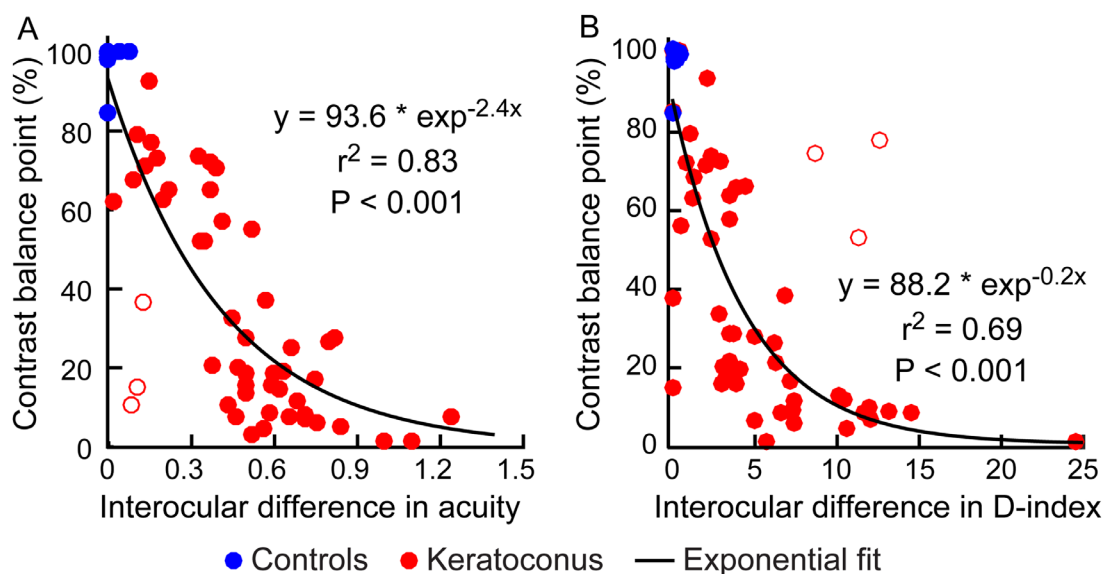 A
Contrast balance point (%)
100
80
60
40
20
0
0 0.3 0.6 0.9 1.2 1.5
Interocular difference in acuity
y = 93.6 * exp-2.4x
r2 = 0.83
P < 0.001
B
Contrast balance point (%)
100
80
60
40
20
0
0 5 10 15 20 25
Interocular difference in D-index
y = 88.2 * exp-0.2x
r2 = 0.69
P < 0.001
Controls Keratoconus Exponential fit